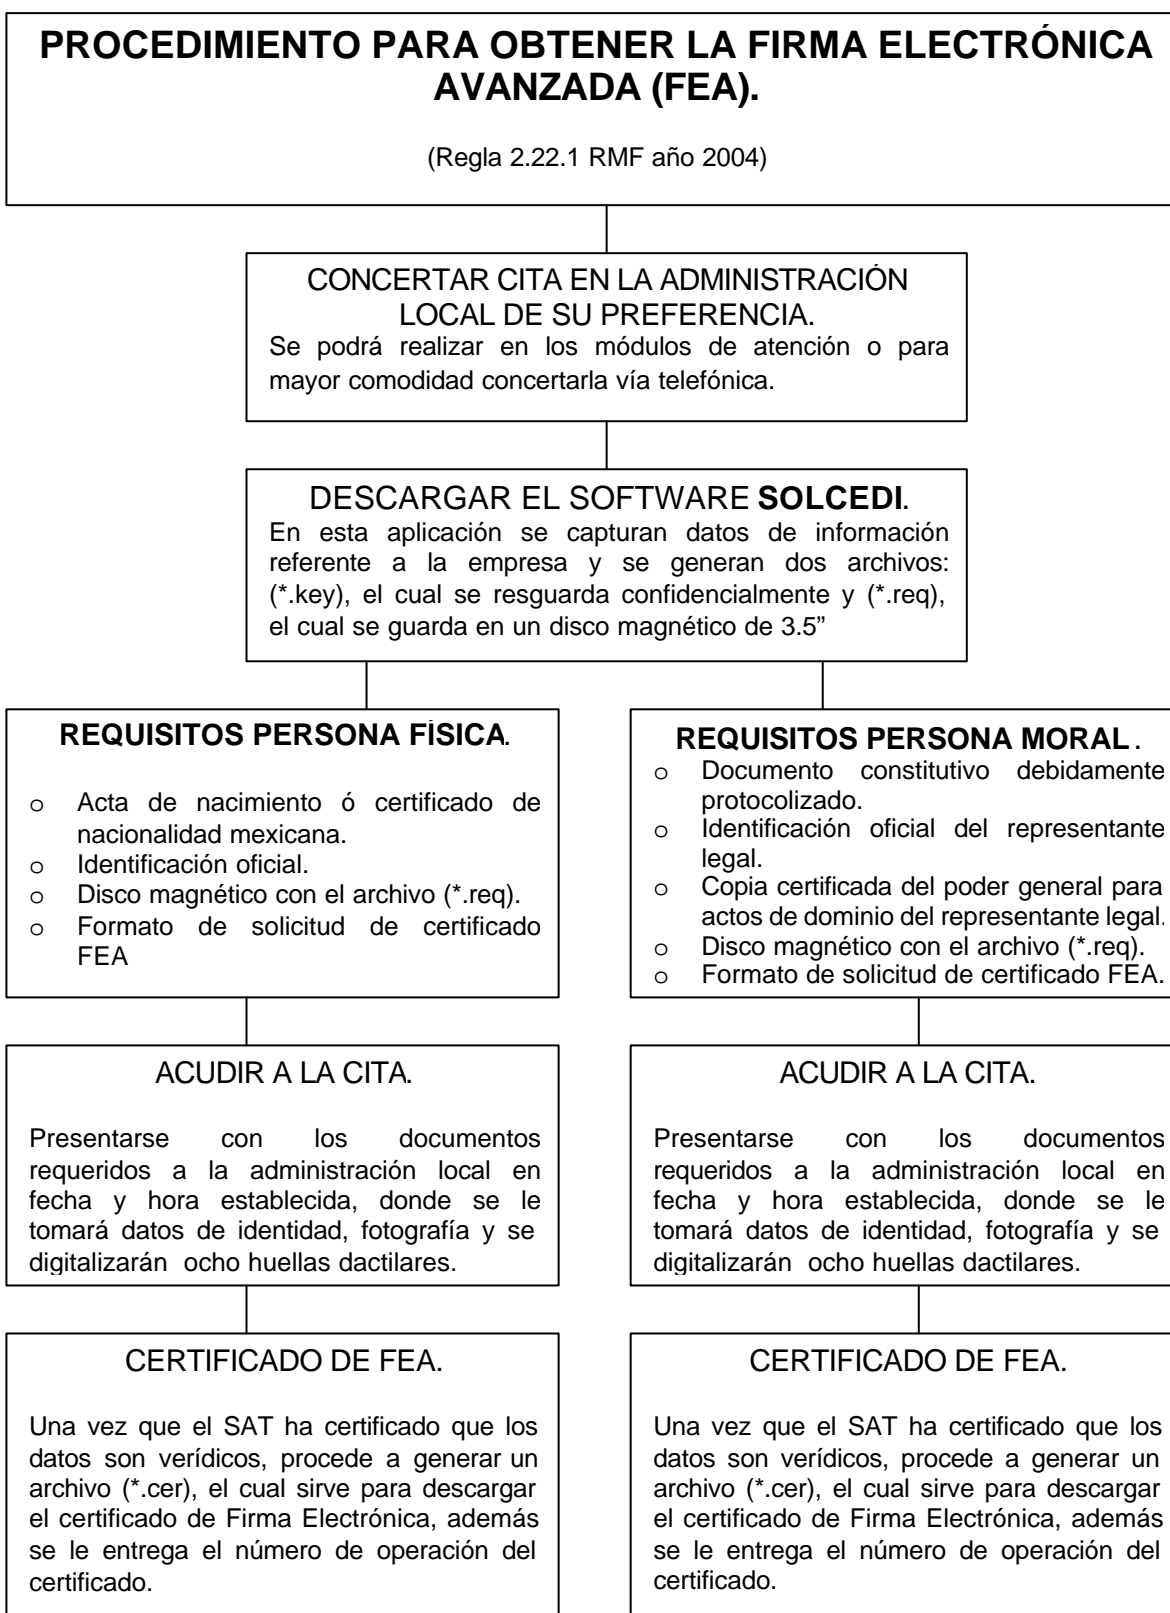 PROCEDIMIENTO PARA OBTENER LA FIRMA ELECTRÓNICA
AVANZADA (FEA).
(Regla 2.22.1 RMF año 2004)
CONCERTAR CITA EN LA ADMINISTRACIÓN
LOCAL DE SU PREFERENCIA.
Se podrá realizar en los módulos de atención o para
mayor comodidad concertarla vía telefónica.
DESCARGAR EL SOFTWARE SOLCEDI.
En esta aplicación se capturan datos de información
referente a la empresa y se generan dos archivos:
(*.key), el cual se resguarda confidencialmente y (*.req),
el cual se guarda en un disco magnético de 3.5”
REQUISITOS PERSONA FÍSICA.
o Acta de nacimiento ó certificado de
nacionalidad mexicana.
o Identificación oficial.
o Disco magnético con el archivo (*.req).
o Formato de solicitud de certificado
FEA
REQUISITOS PERSONA MORAL.
o Documento constitutivo debidamente
protocolizado.
o Identificación oficial del representante
legal.
o Copia certificada del poder general para
actos de dominio del representante legal.
o Disco magnético con el archivo (*.req).
o Formato de solicitud de certificado FEA.
ACUDIR A LA CITA.
Presentarse con los documentos
requeridos a la administración local en
fecha y hora establecida, donde se le
tomará datos de identidad, fotografía y se
digitalizarán ocho huellas dactilares.
ACUDIR A LA CITA.
Presentarse con los documentos
requeridos a la administración local en
fecha y hora establecida, donde se le
tomará datos de identidad, fotografía y se
digitalizarán ocho huellas dactilares.
CERTIFICADO DE FEA.
Una vez que el SAT ha certificado que los
datos son verídicos, procede a generar un
archivo (*.cer), el cual sirve para descargar
el certificado de Firma Electrónica, además
se le entrega el número de operación del
certificado.
CERTIFICADO DE FEA.
Una vez que el SAT ha certificado que los
datos son verídicos, procede a generar un
archivo (*.cer), el cual sirve para descargar
el certificado de Firma Electrónica, además
se le entrega el número de operación del
certificado.